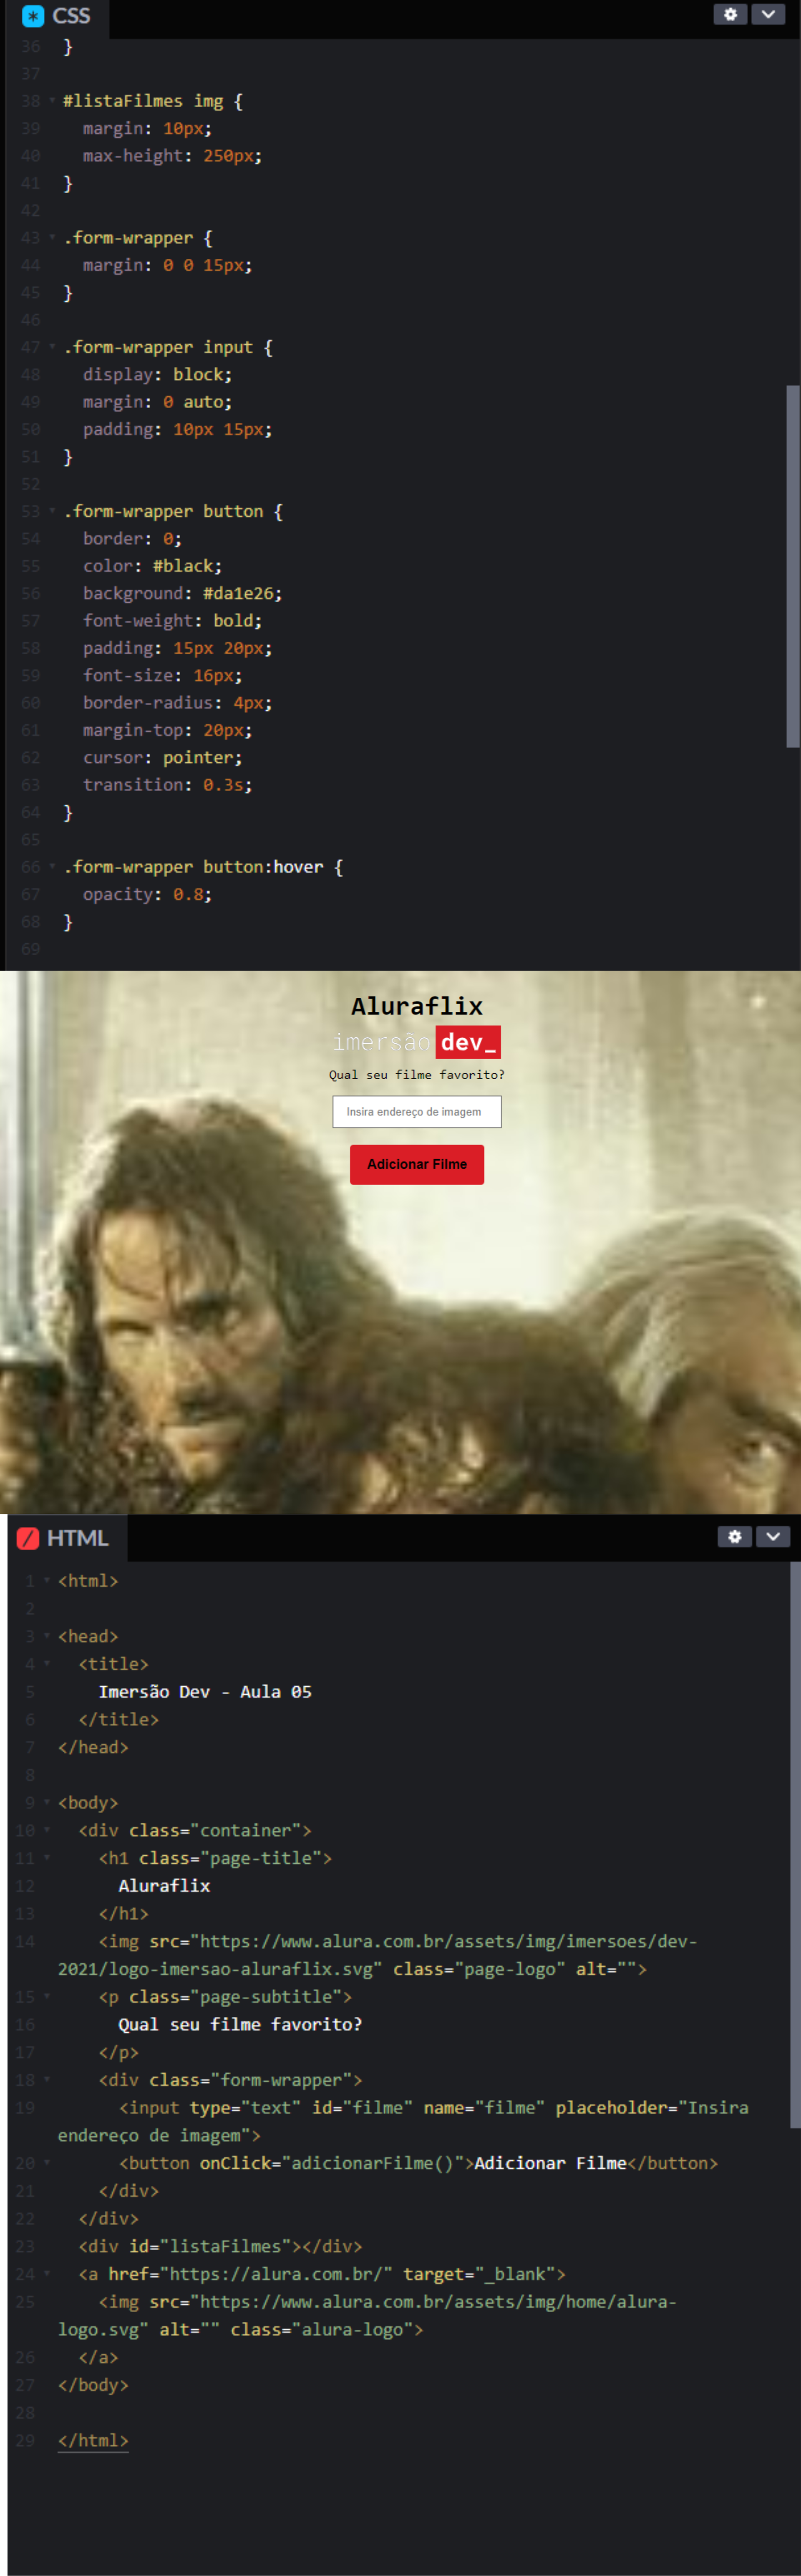 CSS
36 }
37
38 #listaFilmes img {
39 margin: 10px;
40 max-height: 250px;
41 }
42
43 .form-wrapper {
44 margin: 0 0 15px;
45 }
46
47 .form-wrapper input {
48 display: block;
49 margin: 0 auto;
50 padding: 10px 15px;
51 }
52
53 .form-wrapper button {
54 border: 0;
55 color: #black;
56 background: #da1e26;
57 font-weight: bold;
58 padding: 15px 20px;
59 font-size: 16px;
60 border-radius: 4px;
61 margin-top: 20px;
62 cursor: pointer;
63 transition: 0.3s;
64 }
65
66 .form-wrapper button:hover {
67 opacity: 0.8;
68 }
69
Aluraflix
imersão dev_
Qual seu filme favorito?
Insira endereço de imagem
Adicionar Filme
HTML
1 <html>
2
3 <head>
4 <title>
5 Imersão Dev - Aula 05
6 </title>
7 </head>
8
9 <body>
10 <div class="container">
11 <h1 class="page-title">
12 Aluraflix
13 </h1>
14 <img src="https://www.alura.com.br/assets/img/imersoes/dev-
2021/logo-imersao-aluraflix.svg" class="page-logo" alt="">
15 <p class="page-subtitle">
16 Qual seu filme favorito?
17 </p>
18 <div class="form-wrapper">
19 <input type="text" id="filme" name="filme" placeholder="Insira
endereço de imagem">
20 <button onClick="adicionarFilme()">Adicionar Filme</button>
21 </div>
22 </div>
23 <div id="listaFilmes"></div>
24 <a href="https://alura.com.br/" target="_blank">
25 <img src="https://www.alura.com.br/assets/img/home/alura-
logo.svg" alt="" class="alura-logo">
26 </a>
27 </body>
28
29 </html>